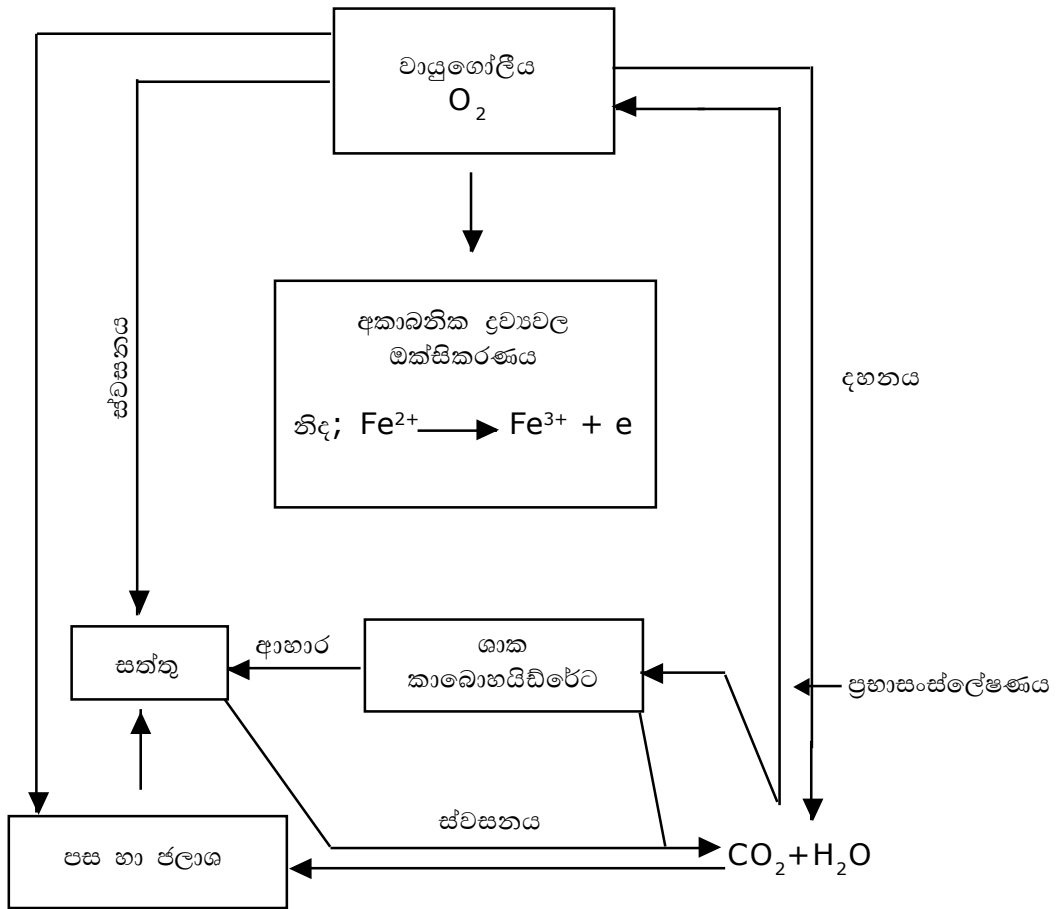 වායුගෝලීය
O₂
අකාබනික ද්‍රව්‍යවල
ඔක්සිකරණය
නිද; Fe²⁺ → Fe³⁺ + e
ස්වසනය
දහනය
සත්තු
ආහාර
ශාක
කාබොහයිඩ්රේට
ප්‍රභාසංස්ලේෂණය
ස්වසනය
පස හා ජලාශ
CO₂+H₂O